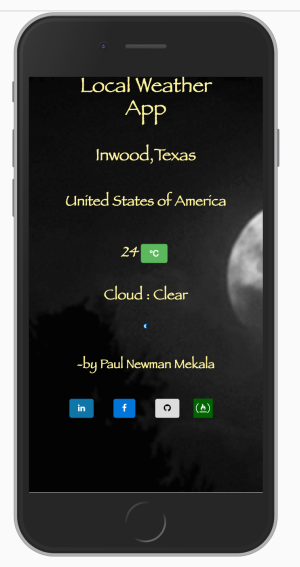 Local Weather
App
Inwood,Texas
United States of America
24 °C
Cloud : Clear
-by Paul Newman Mekala
in f